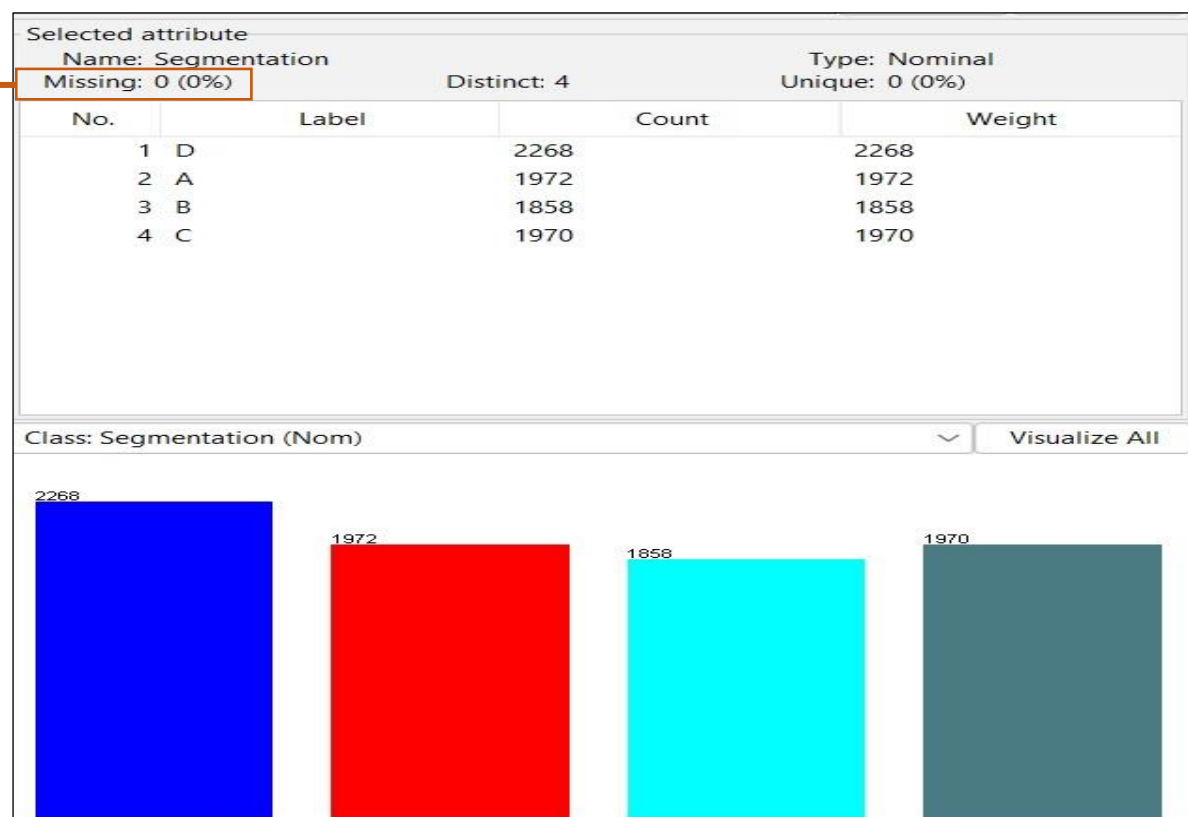 Selected attribute
Name: Segmentation Type: Nominal
Missing: 0 (0%) Distinct: 4 Unique: 0 (0%)
No. Label Count Weight
1 D 2268 2268
2 A 1972 1972
3 B 1858 1858
4 C 1970 1970
Class: Segmentation (Nom) Visualize All
2268
1972
1858
1970